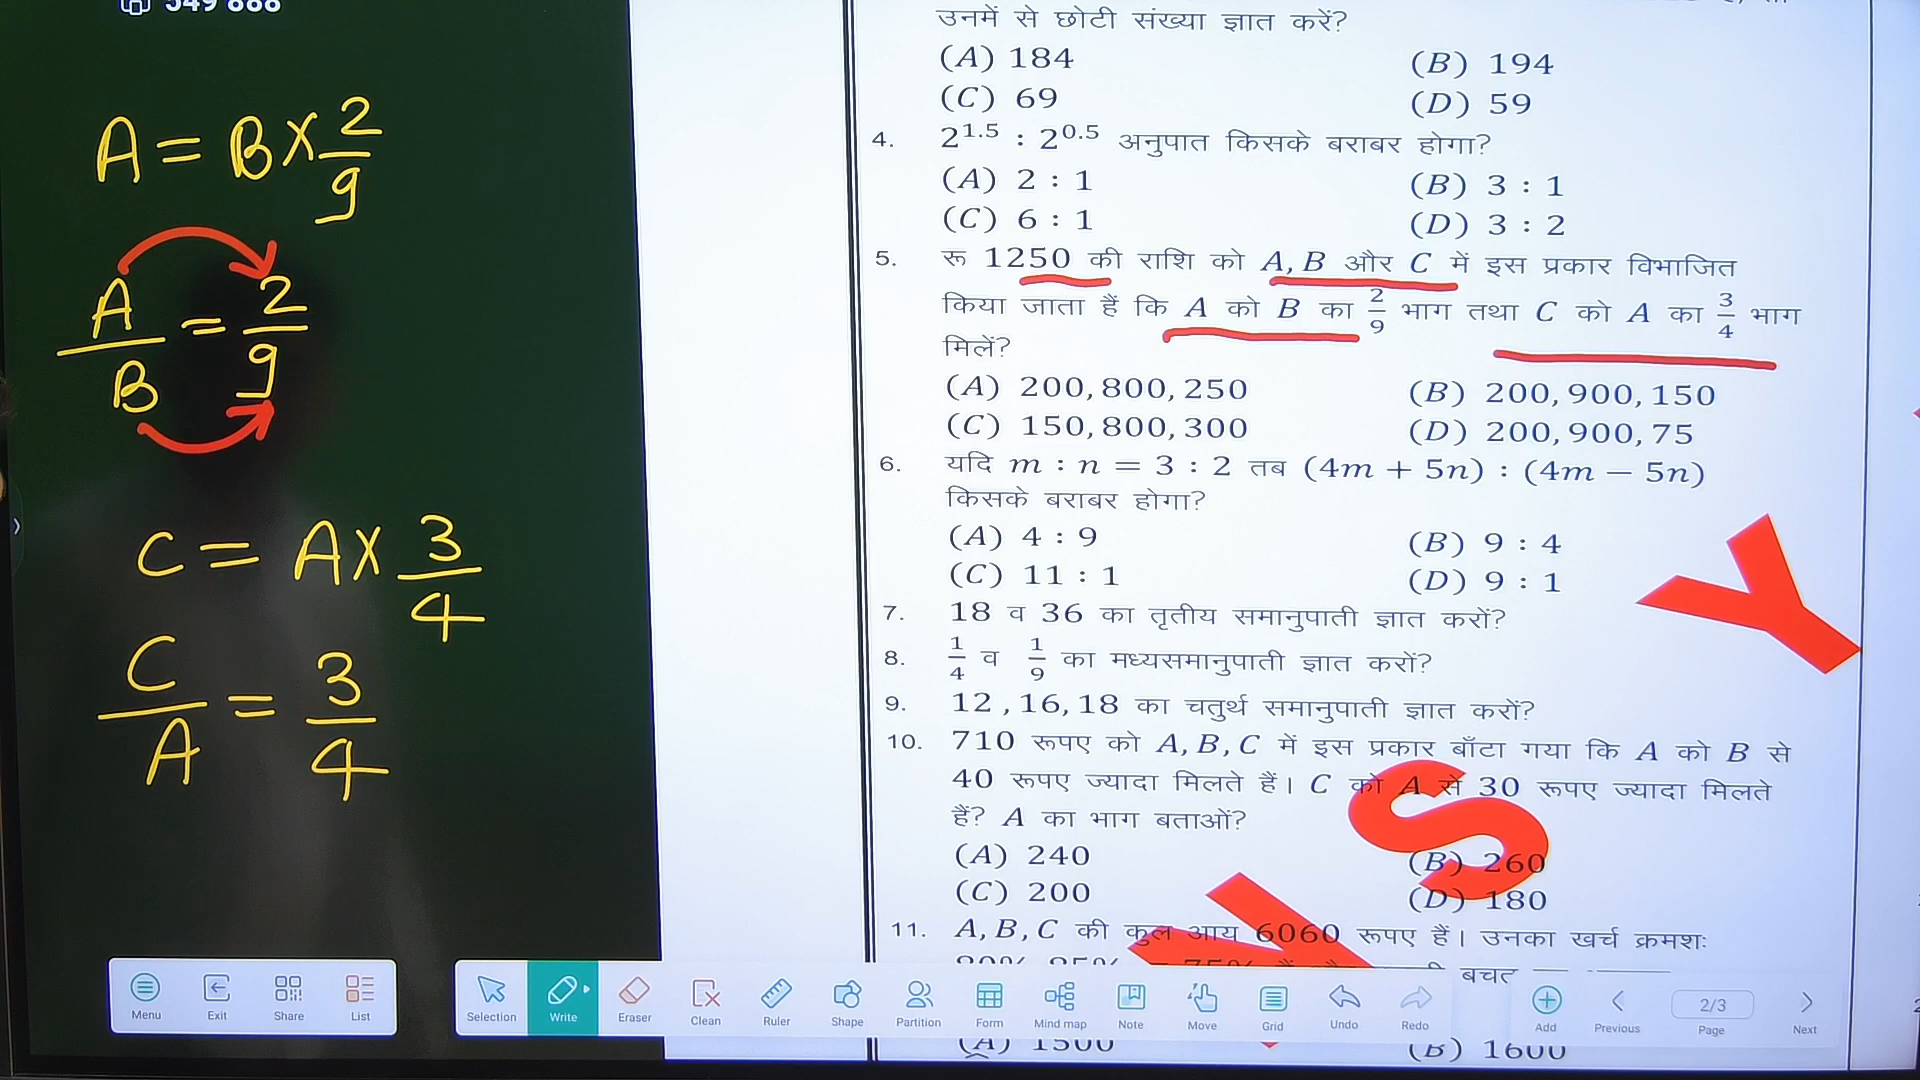 549 888
A = B × 2/9
A/B = 2/9
C = A × 3/4
C/A = 3/4
उनमें से छोटी संख्या ज्ञात करें?
(A) 184 (B) 194
(C) 69 (D) 59
4. 2^1.5 : 2^0.5 अनुपात किसके बराबर होगा?
(A) 2 : 1 (B) 3 : 1
(C) 6 : 1 (D) 3 : 2
5. रू 1250 की राशि को A, B और C में इस प्रकार विभाजित
किया जाता हैं कि A को B का 2/9 भाग तथा C को A का 3/4 भाग
मिलें?
(A) 200, 800, 250 (B) 200, 900, 150
(C) 150, 800, 300 (D) 200, 900, 75
6. यदि m : n = 3 : 2 तब (4m + 5n) : (4m − 5n)
किसके बराबर होगा?
(A) 4 : 9 (B) 9 : 4
(C) 11 : 1 (D) 9 : 1
7. 18 व 36 का तृतीय समानुपाती ज्ञात करों?
8. 1/4 व 1/9 का मध्यसमानुपाती ज्ञात करों?
9. 12 , 16, 18 का चतुर्थ समानुपाती ज्ञात करों?
10. 710 रूपए को A, B, C में इस प्रकार बाँटा गया कि A को B से
40 रूपए ज्यादा मिलते हैं। C को A से 30 रूपए ज्यादा मिलते
हैं? A का भाग बताओं?
(A) 240 (B) 260
(C) 200 (D) 180
11. A, B, C की कुल आय 6060 रूपए हैं। उनका खर्च क्रमशः
बचत
(A) 1500 (B) 1600
Y
S
Menu Exit Share List
Selection Write Eraser Clean Ruler Shape Partition Form Mind map Note Move Grid Undo Redo
Add Previous 2/3 Page Next